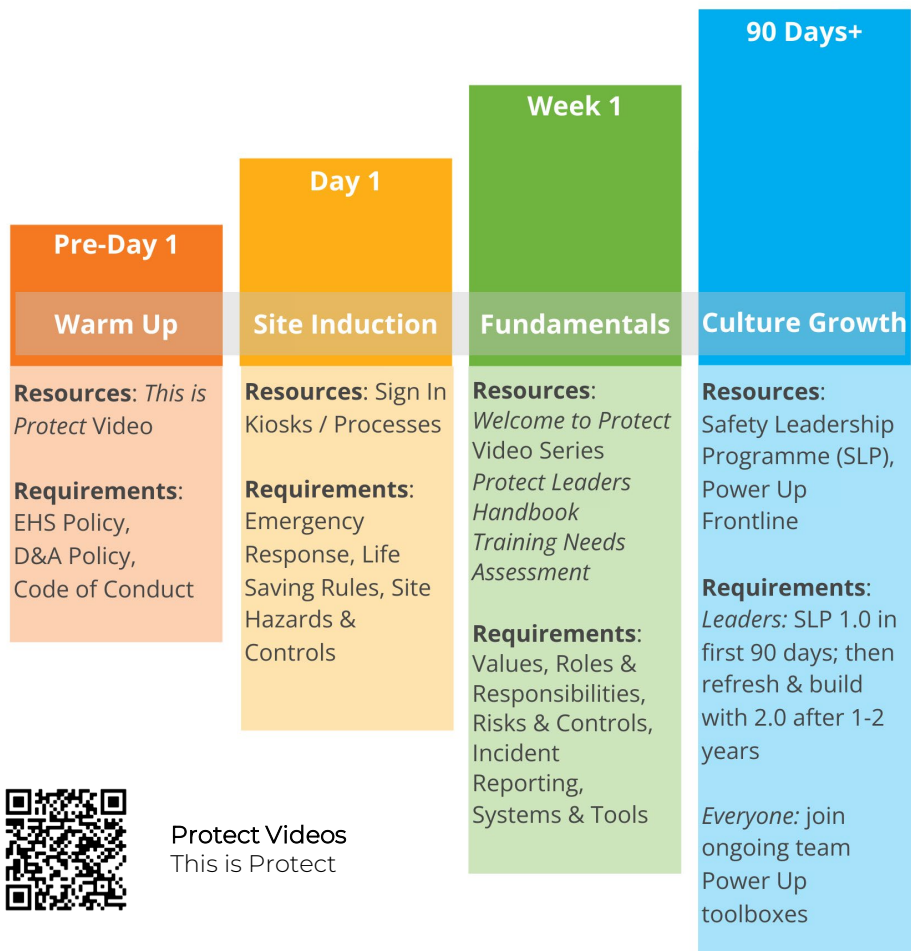 Pre-Day 1
Warm Up
Resources: This is
Protect Video
Requirements:
EHS Policy,
D&A Policy,
Code of Conduct
Day 1
Site Induction
Resources: Sign In
Kiosks / Processes
Requirements:
Emergency
Response, Life
Saving Rules, Site
Hazards &
Controls
Week 1
Fundamentals
Resources:
Welcome to Protect
Video Series
Protect Leaders
Handbook
Training Needs
Assessment
Requirements:
Values, Roles &
Responsibilities,
Risks & Controls,
Incident
Reporting,
Systems & Tools
90 Days+
Culture Growth
Resources:
Safety Leadership
Programme (SLP),
Power Up
Frontline
Requirements:
Leaders: SLP 1.0 in
first 90 days; then
refresh & build
with 2.0 after 1-2
years
Everyone: join
ongoing team
Power Up
toolboxes
Protect Videos
This is Protect